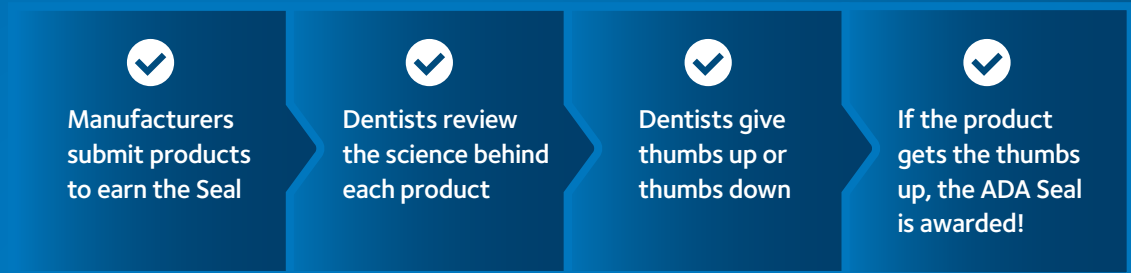 Manufacturers
submit products
to earn the Seal
Dentists review
the science behind
each product
Dentists give
thumbs up or
thumbs down
If the product
gets the thumbs
up, the ADA Seal
is awarded!